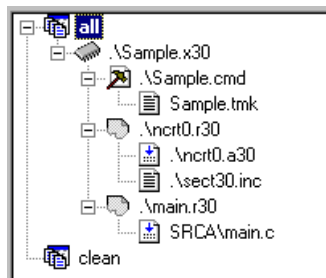 all
.\Sample.x30
.\Sample.cmd
Sample.tmk
.\ncrt0.r30
.\ncrt0.a30
.\sect30.inc
.\main.r30
SRCA\main.c
clean